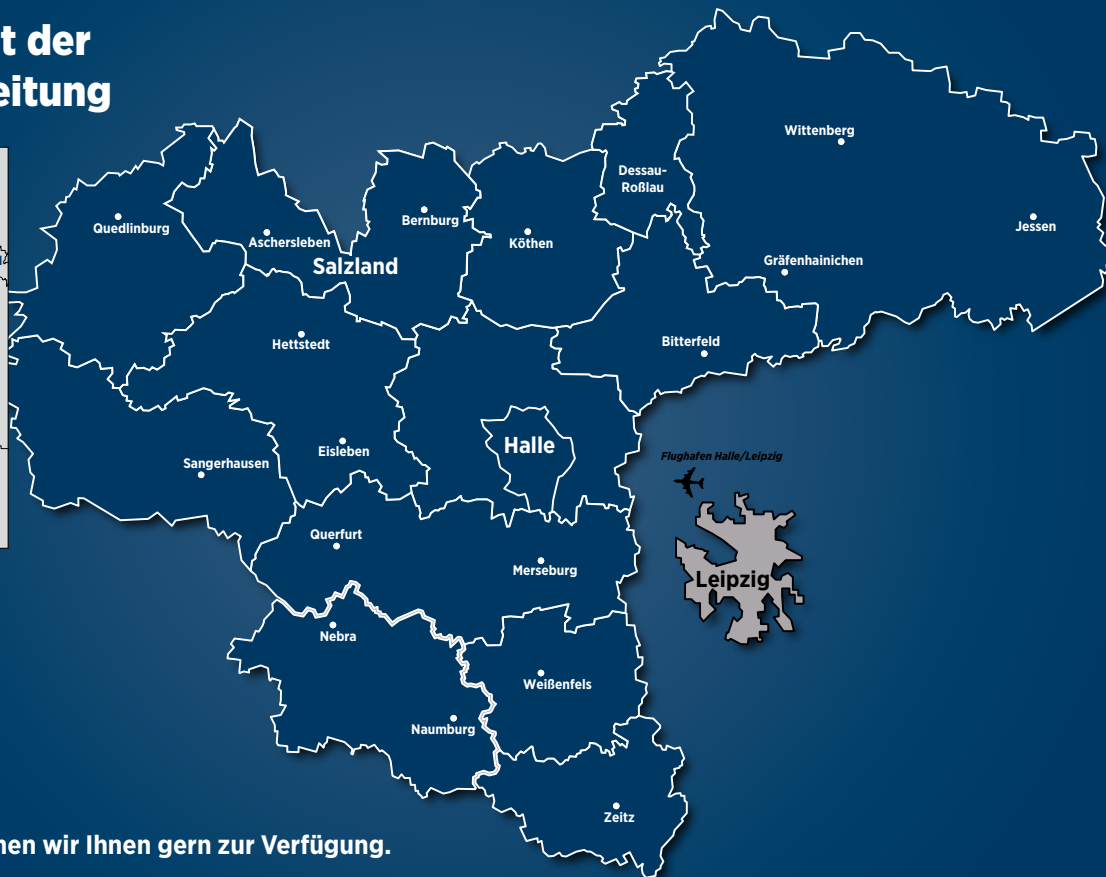 t der
eitung
Wittenberg
Dessau-
Roßlau
Quedlinburg
Bernburg
Jessen
Aschersleben
Köthen
Salzland
Gräfenhainichen
Hettstedt
Bitterfeld
Halle
Eisleben
Flughafen Halle/Leipzig
Sangerhausen
Querfurt
Merseburg
Leipzig
Nebra
Weißenfels
Naumburg
Zeitz
nen wir Ihnen gern zur Verfügung.